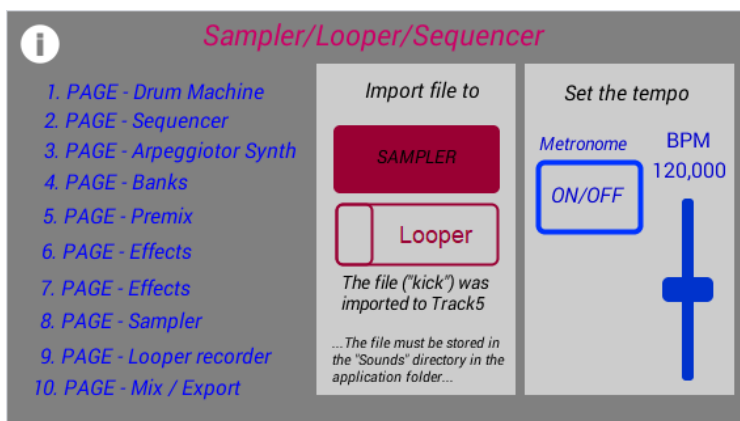 i
Sampler/Looper/Sequencer
1. PAGE - Drum Machine
2. PAGE - Sequencer
3. PAGE - Arpeggiotor Synth
4. PAGE - Banks
5. PAGE - Premix
6. PAGE - Effects
7. PAGE - Effects
8. PAGE - Sampler
9. PAGE - Looper recorder
10. PAGE - Mix / Export
Import file to
SAMPLER
Looper
The file ("kick") was
imported to Track5
...The file must be stored in
the "Sounds" directory in the
application folder...
Set the tempo
Metronome
ON/OFF
BPM
120,000